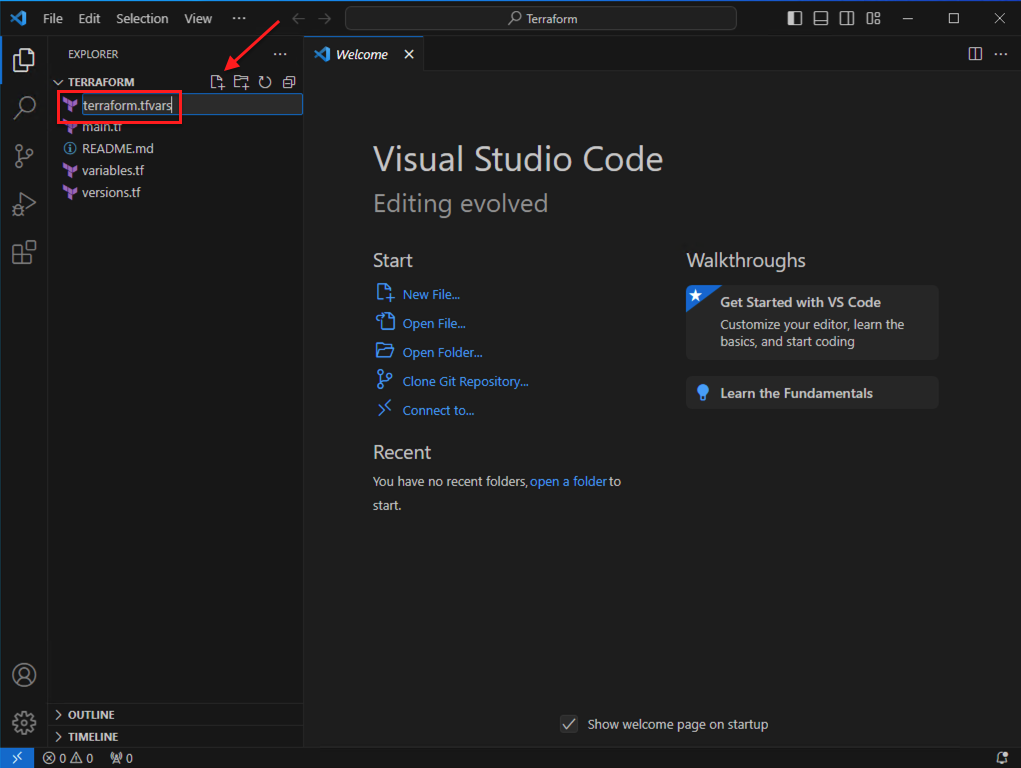 File Edit Selection View ··· Terraform
EXPLORER ···
Welcome
TERRAFORM
terraform.tfvars
main.tf
README.md
variables.tf
versions.tf
Visual Studio Code
Editing evolved
Start
New File...
Open File...
Open Folder...
Clone Git Repository...
Connect to...
Recent
You have no recent folders, open a folder to
start.
Walkthroughs
Get Started with VS Code
Customize your editor, learn the
basics, and start coding
Learn the Fundamentals
Show welcome page on startup
OUTLINE
TIMELINE
0 0 0